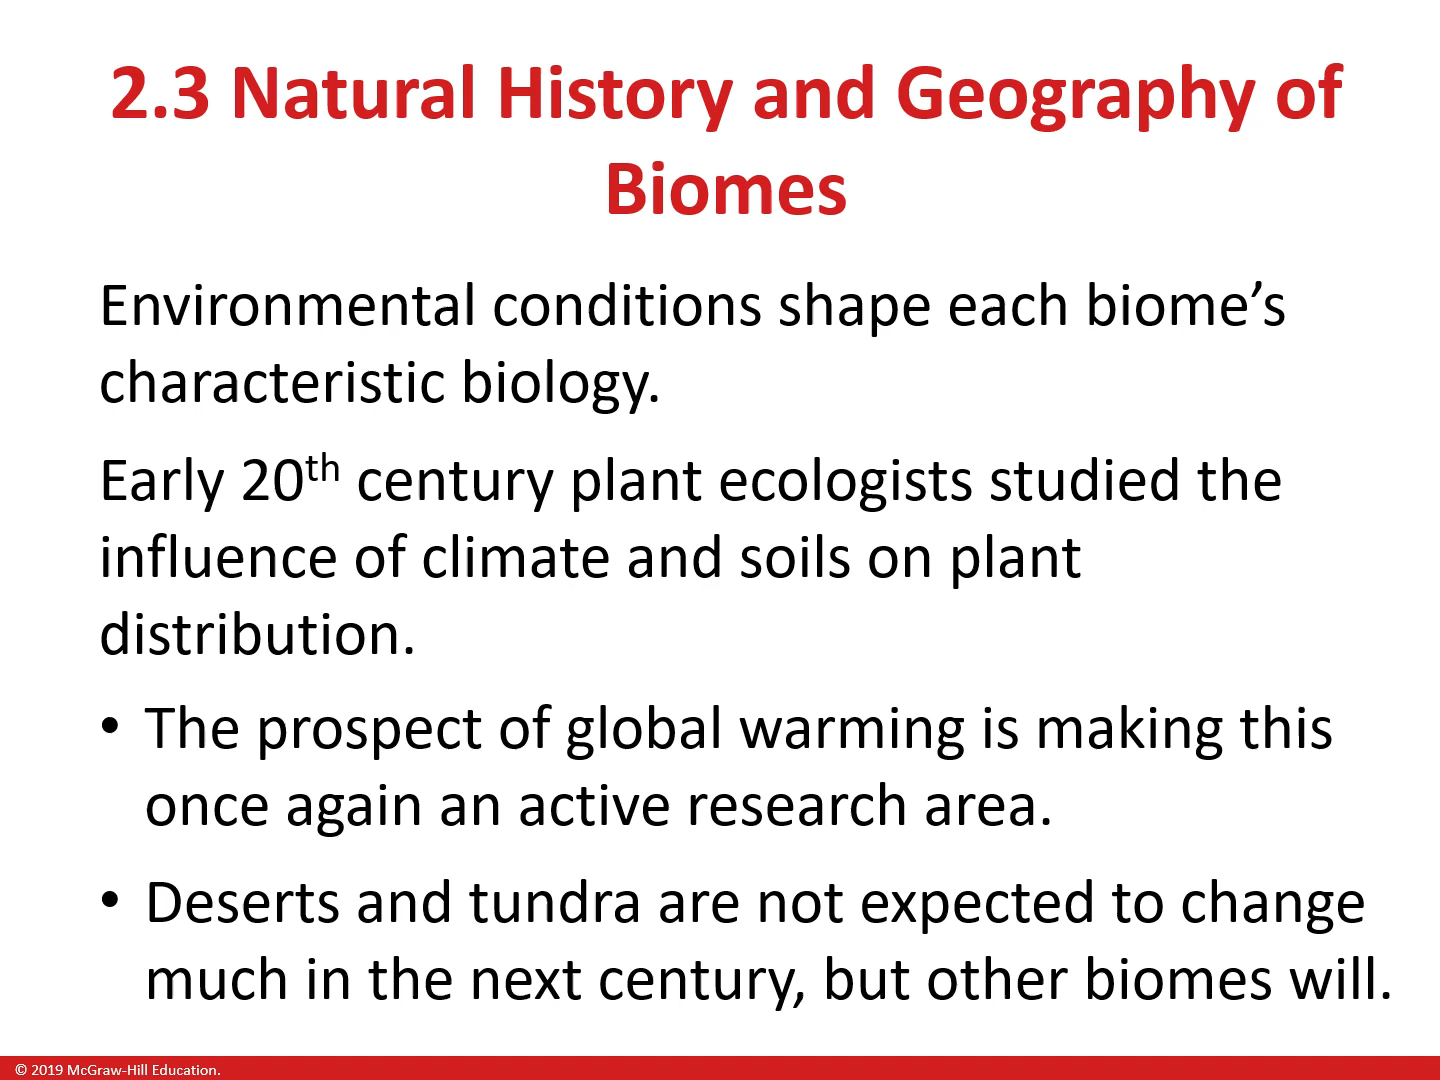 2.3 Natural History and Geography of
Biomes
Environmental conditions shape each biome’s
characteristic biology.
Early 20th century plant ecologists studied the
influence of climate and soils on plant
distribution.
• The prospect of global warming is making this
once again an active research area.
• Deserts and tundra are not expected to change
much in the next century, but other biomes will.
© 2019 McGraw-Hill Education.